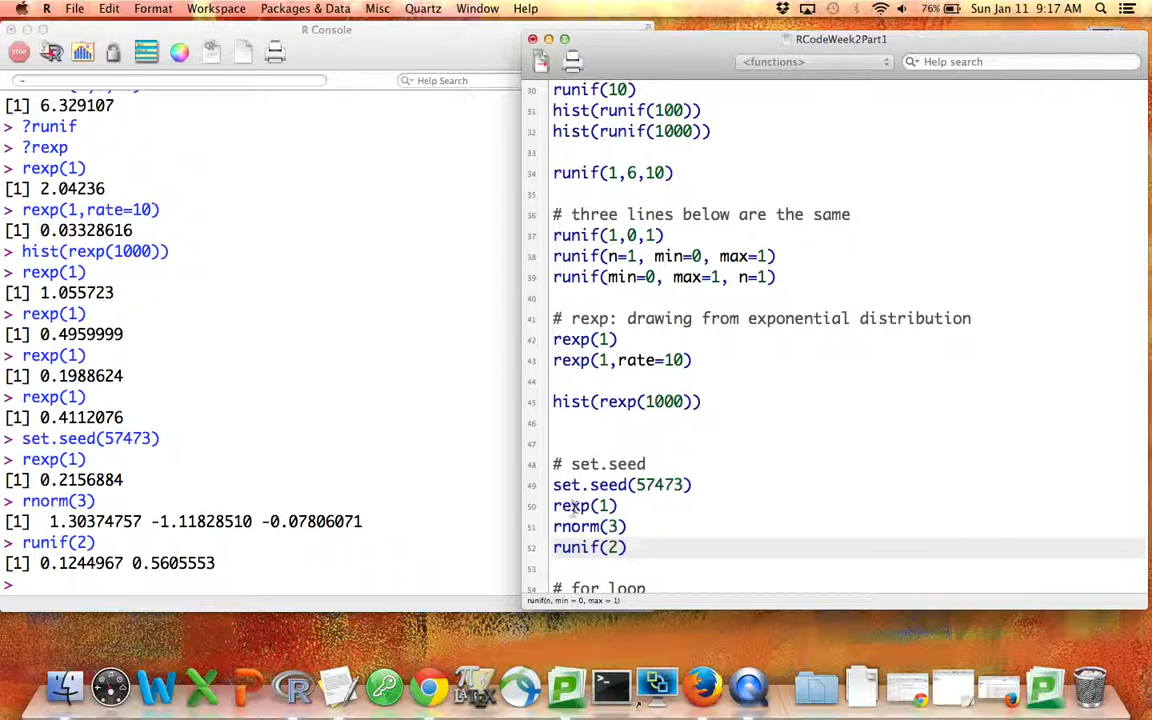 R File Edit Format Workspace Packages & Data Misc Quartz Window Help 76% Sun Jan 11 9:17 AM
R Console
STOP
~
Help Search
[1] 6.329107
> ?runif
> ?rexp
> rexp(1)
[1] 2.04236
> rexp(1,rate=10)
[1] 0.03328616
> hist(rexp(1000))
> rexp(1)
[1] 1.055723
> rexp(1)
[1] 0.4959999
> rexp(1)
[1] 0.1988624
> rexp(1)
[1] 0.4112076
> set.seed(57473)
> rexp(1)
[1] 0.2156884
> rnorm(3)
[1] 1.30374757 -1.11828510 -0.07806071
> runif(2)
[1] 0.1244967 0.5605553
>
RCodeWeek2Part1
<functions>
Help search
30 runif(10)
31 hist(runif(100))
32 hist(runif(1000))
33
34 runif(1,6,10)
35
36 # three lines below are the same
37 runif(1,0,1)
38 runif(n=1, min=0, max=1)
39 runif(min=0, max=1, n=1)
40
41 # rexp: drawing from exponential distribution
42 rexp(1)
43 rexp(1,rate=10)
44
45 hist(rexp(1000))
46
47
48 # set.seed
49 set.seed(57473)
50 rexp(1)
51 rnorm(3)
52 runif(2)
53
54 # for loop
runif(n, min = 0, max = 1)